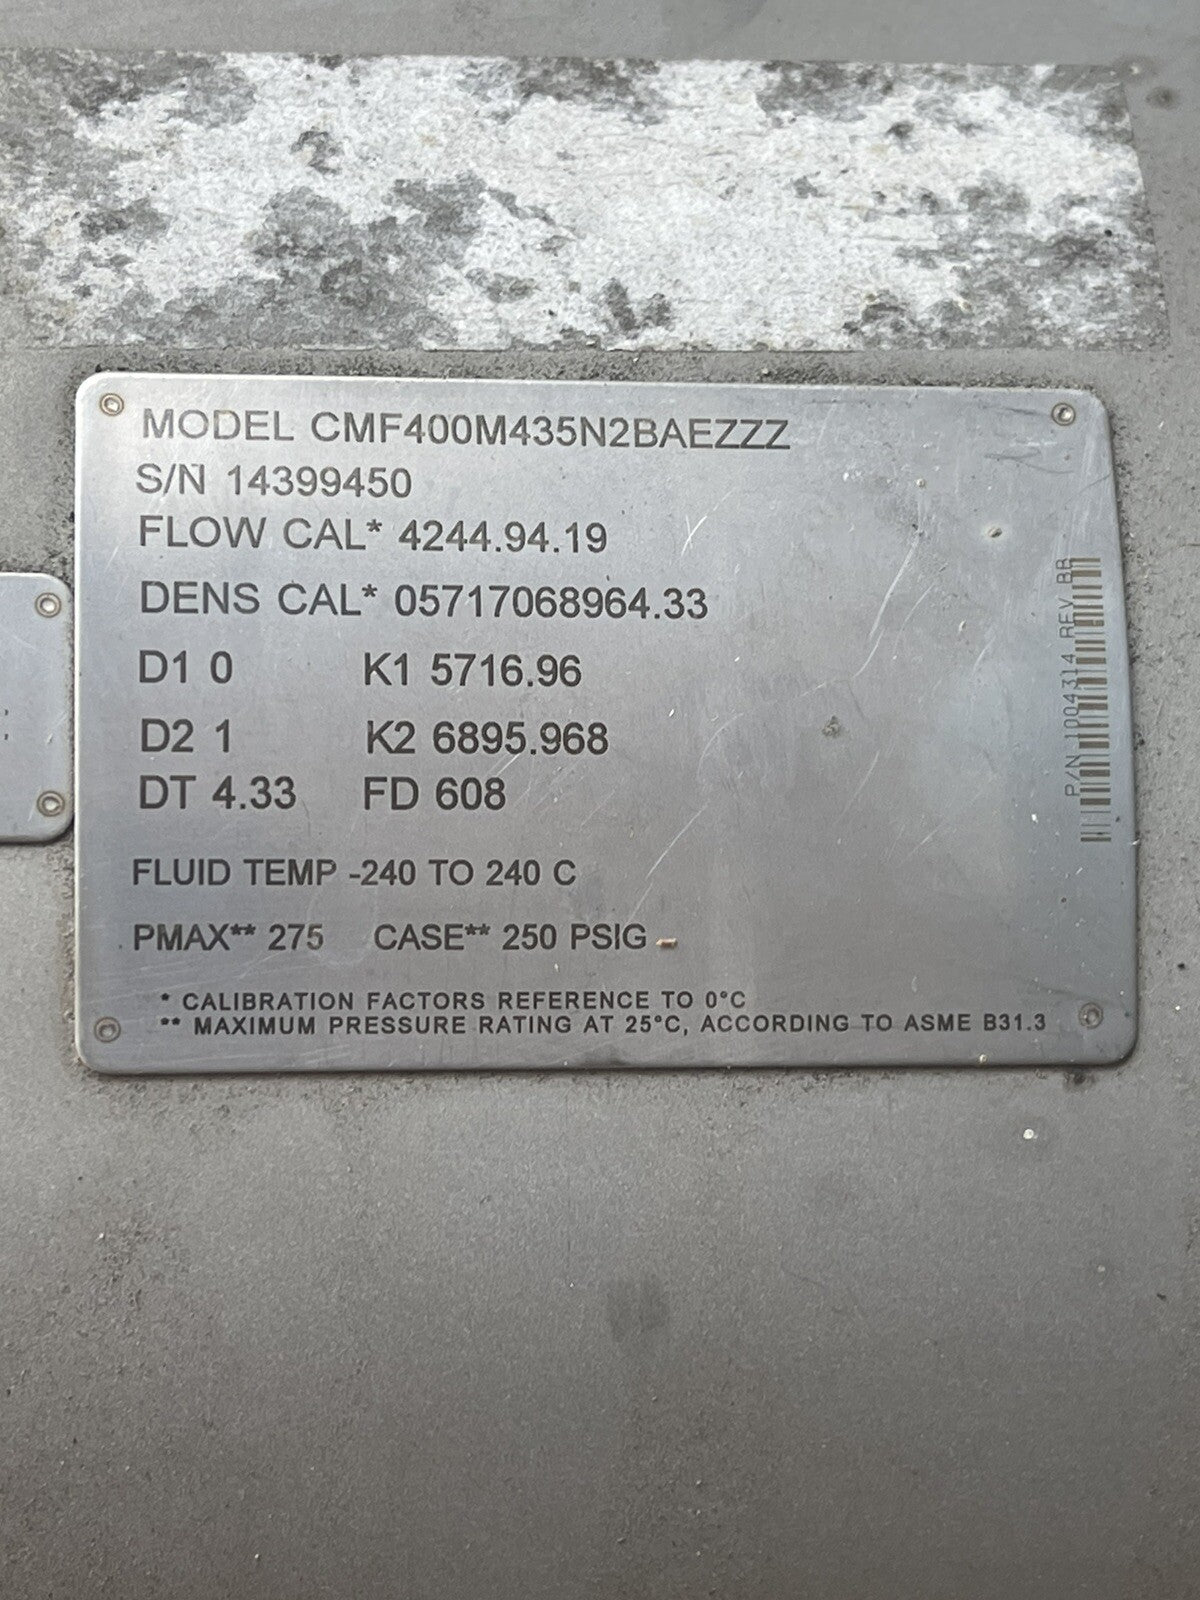 MODEL CMF400M435N2BAEZZZ
S/N 14399450
FLOW CAL* 4244.94.19
DENS CAL* 05717068964.33
D1 0 K1 5716.96
D2 1 K2 6895.968
DT 4.33 FD 608
FLUID TEMP -240 TO 240 C
PMAX** 275 CASE** 250 PSIG
* CALIBRATION FACTORS REFERENCE TO 0°C
** MAXIMUM PRESSURE RATING AT 25°C, ACCORDING TO ASME B31.3
P/N 1004314 REV BB